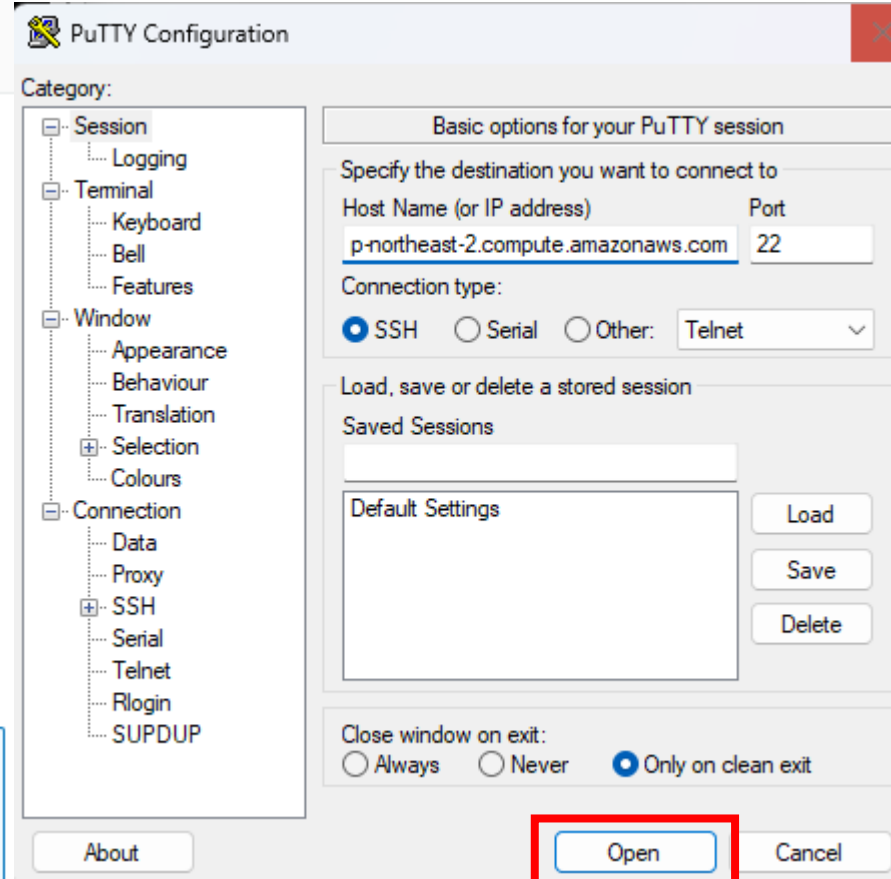 PuTTY Configuration
Category:
Session
Logging
Terminal
Keyboard
Bell
Features
Window
Appearance
Behaviour
Translation
Selection
Colours
Connection
Data
Proxy
SSH
Serial
Telnet
Rlogin
SUPDUP
Basic options for your PuTTY session
Specify the destination you want to connect to
Host Name (or IP address) Port
p-northeast-2.compute.amazonaws.com 22
Connection type:
SSH Serial Other: Telnet
Load, save or delete a stored session
Saved Sessions
Default Settings
Load
Save
Delete
Close window on exit:
Always Never Only on clean exit
About Open Cancel